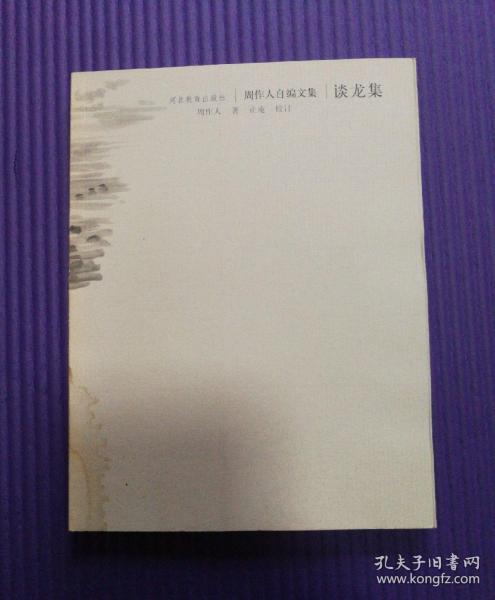 河北教育出版社 | 周作人自编文集 | 谈龙集
周作人 著 止庵 校订
孔夫子旧书网
www.kongfz.com